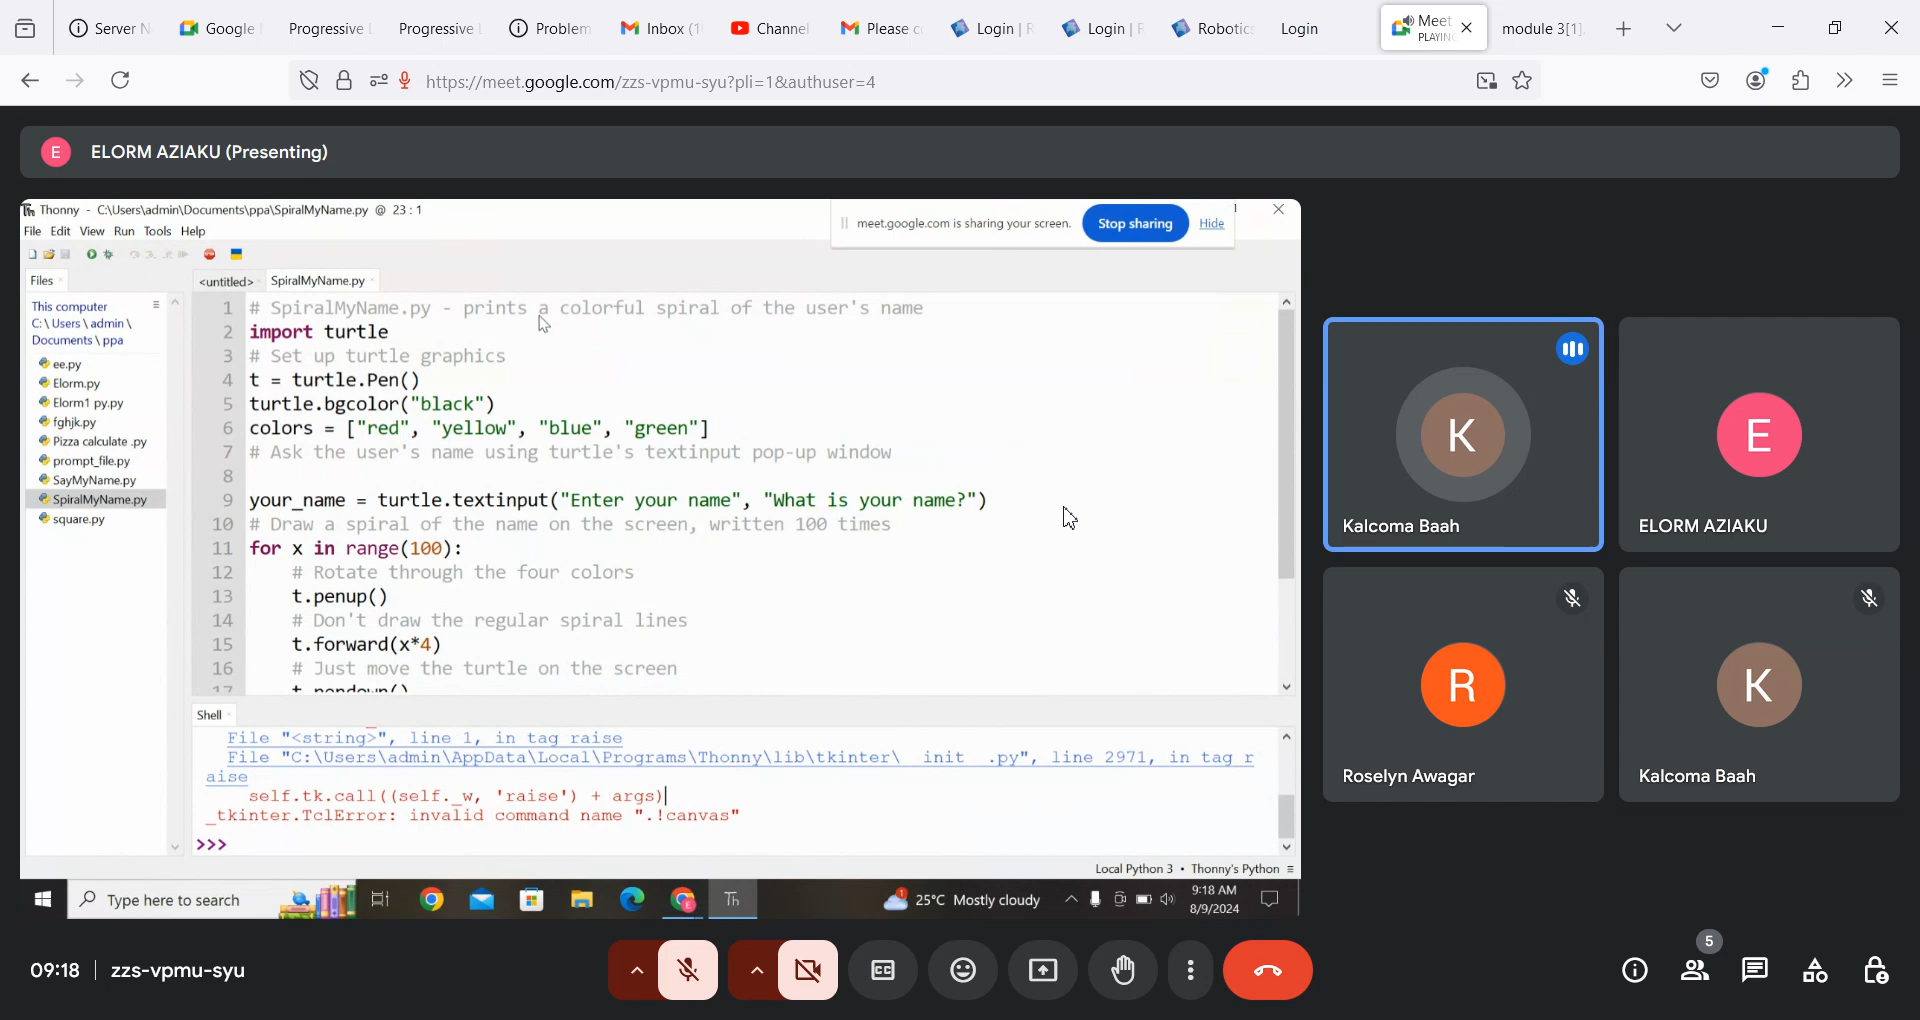 Server N
Google
Progressive
Progressive
Problem
Inbox (1
Channel
Please c
Login | R
Login | R
Robotics
Login
Meet
PLAYING
module 3[1].
https://meet.google.com/zzs-vpmu-syu?pli=1&authuser=4
E
ELORM AZIAKU (Presenting)
Thonny - C:\Users\admin\Documents\ppa\SpiralMyName.py @ 23 : 1
meet.google.com is sharing your screen.
Stop sharing
Hide
File Edit View Run Tools Help
Files
<untitled>
SpiralMyName.py
This computer
C: \ Users \ admin \
Documents \ ppa
ee.py
Elorm.py
Elorm1 py.py
fghjk.py
Pizza calculate .py
prompt_file.py
SayMyName.py
SpiralMyName.py
square.py
1 # SpiralMyName.py - prints a colorful spiral of the user's name
2 import turtle
3 # Set up turtle graphics
4 t = turtle.Pen()
5 turtle.bgcolor("black")
6 colors = ["red", "yellow", "blue", "green"]
7 # Ask the user's name using turtle's textinput pop-up window
8
9 your_name = turtle.textinput("Enter your name", "What is your name?")
10 # Draw a spiral of the name on the screen, written 100 times
11 for x in range(100):
12 # Rotate through the four colors
13 t.penup()
14 # Don't draw the regular spiral lines
15 t.forward(x*4)
16 # Just move the turtle on the screen
17 t.pendown()
Shell
File "<string>", line 1, in tag raise
File "C:\Users\admin\AppData\Local\Programs\Thonny\lib\tkinter\ init .py", line 2971, in tag r
aise
self.tk.call((self._w, 'raise') + args)
_tkinter.TclError: invalid command name ".!canvas"
>>>
Local Python 3 • Thonny's Python
Type here to search
Th
1
25°C Mostly cloudy
9:18 AM
8/9/2024
K
Kalcoma Baah
E
ELORM AZIAKU
R
Roselyn Awagar
K
Kalcoma Baah
09:18 | zzs-vpmu-syu
5